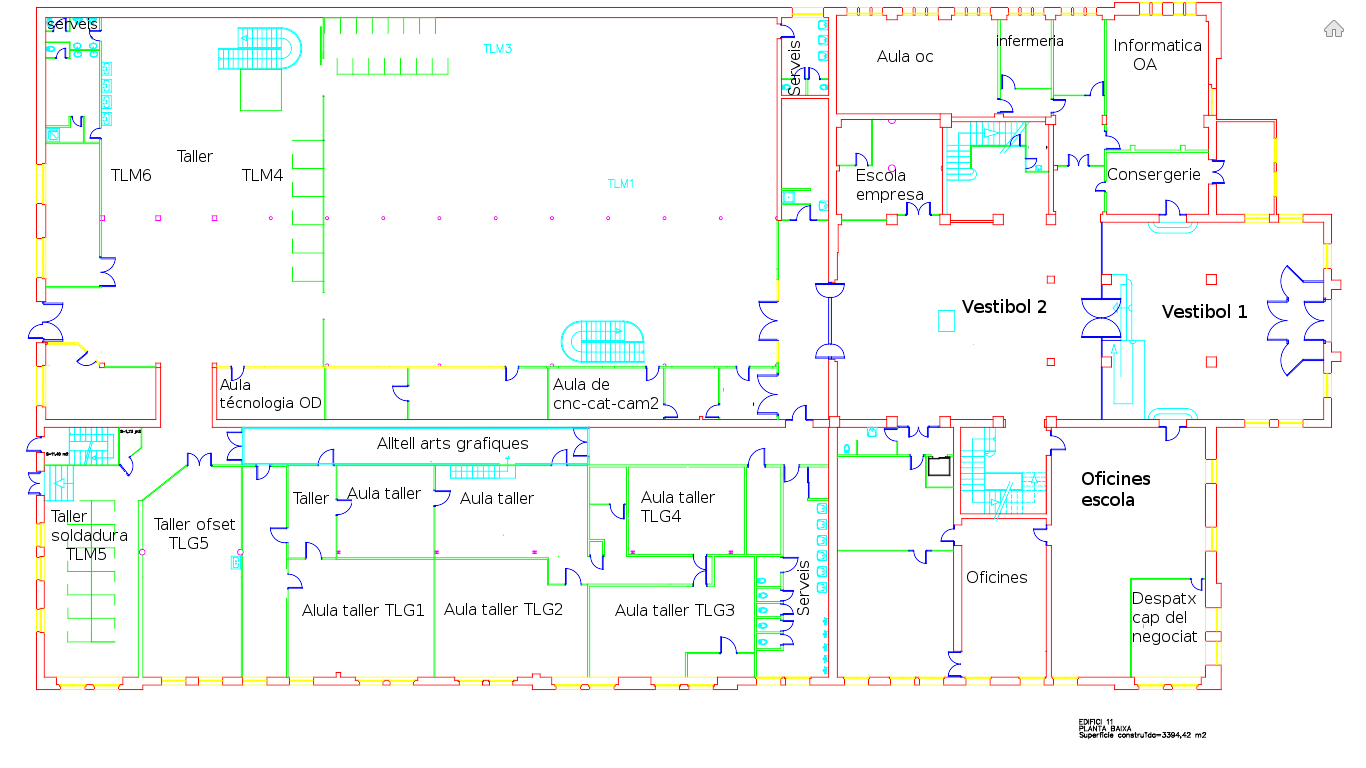 serveis
TLM3
Serveis
Aula oc
infermeria
Informatica
OA
Taller
TLM6
TLM4
TLM1
Escola
empresa
Consergerie
Vestibol 2
Vestibol 1
Aula
técnologia OD
Aula de
cnc-cat-cam2
Alltell arts grafiques
Taller
soldadura
TLM5
Taller ofset
TLG5
Taller
Aula taller
Aula taller
Aula taller
TLG4
Oficines
escola
Alula taller TLG1
Aula taller TLG2
Aula taller TLG3
Serveis
Oficines
Despatx
cap del
negociat
EDIFICI 11
PLANTA BAIXA
Superfície construïda=3394,42 m2